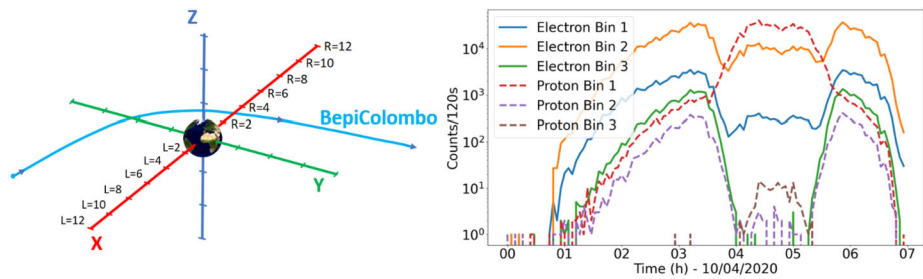 Z
R=12
R=10
R=8
R=6
R=4
R=2
BepiColombo
L=2
L=4
L=6
L=8
L=10
L=12
Y
X
Electron Bin 1
Electron Bin 2
Electron Bin 3
Proton Bin 1
Proton Bin 2
Proton Bin 3
Counts/120s
10⁴
10³
10²
10¹
10⁰
00 01 02 03 04 05 06 07
Time (h) - 10/04/2020